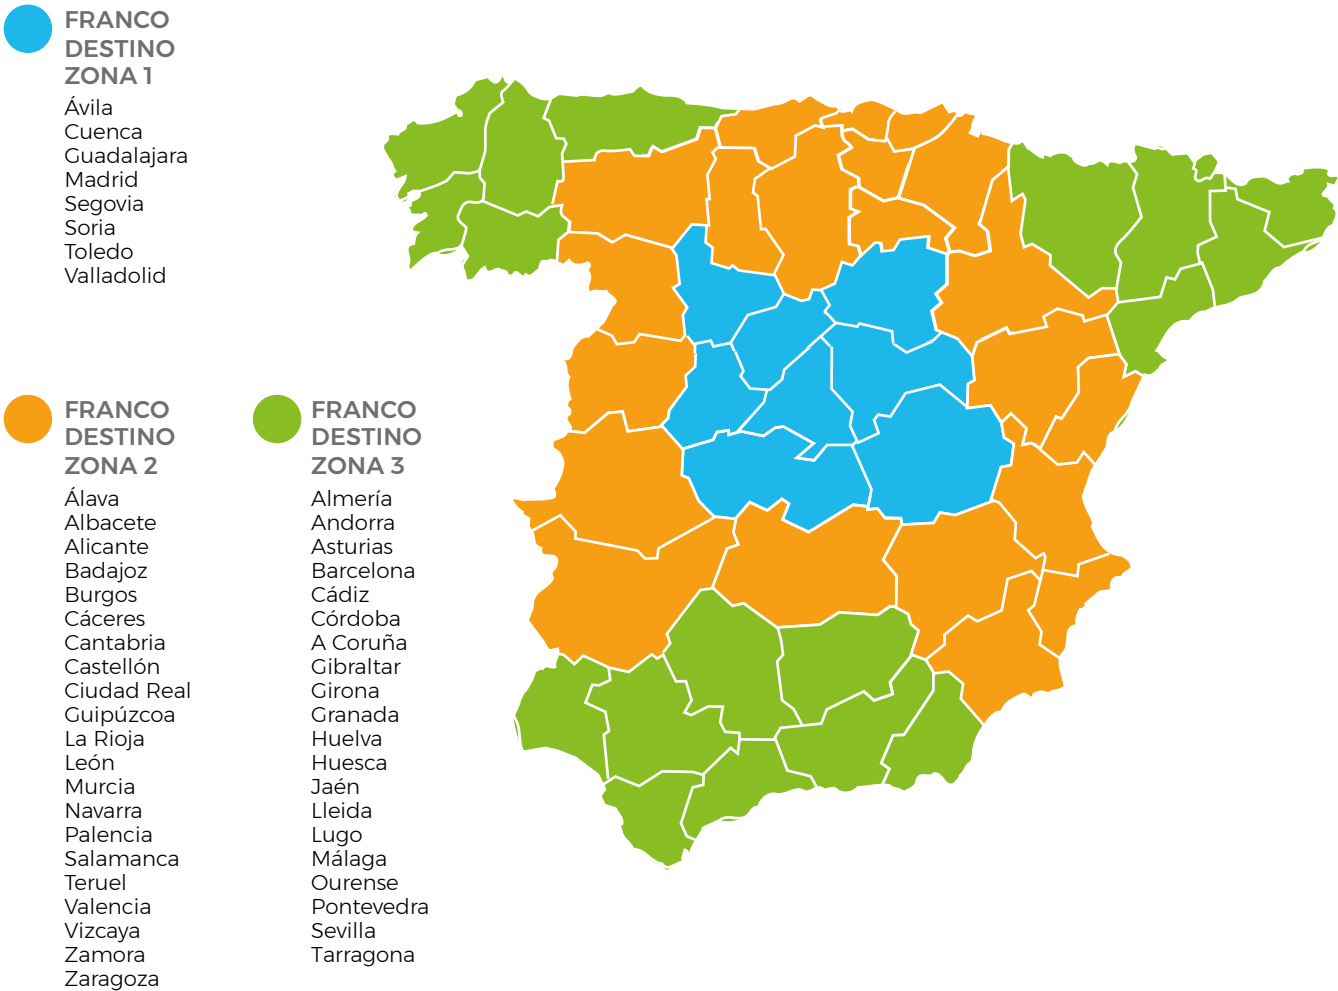 FRANCO
DESTINO
ZONA 1
Ávila
Cuenca
Guadalajara
Madrid
Segovia
Soria
Toledo
Valladolid
FRANCO
DESTINO
ZONA 2
Álava
Albacete
Alicante
Badajoz
Burgos
Cáceres
Cantabria
Castellón
Ciudad Real
Guipúzcoa
La Rioja
León
Murcia
Navarra
Palencia
Salamanca
Teruel
Valencia
Vizcaya
Zamora
Zaragoza
FRANCO
DESTINO
ZONA 3
Almería
Andorra
Asturias
Barcelona
Cádiz
Córdoba
A Coruña
Gibraltar
Girona
Granada
Huelva
Huesca
Jaén
Lleida
Lugo
Málaga
Ourense
Pontevedra
Sevilla
Tarragona